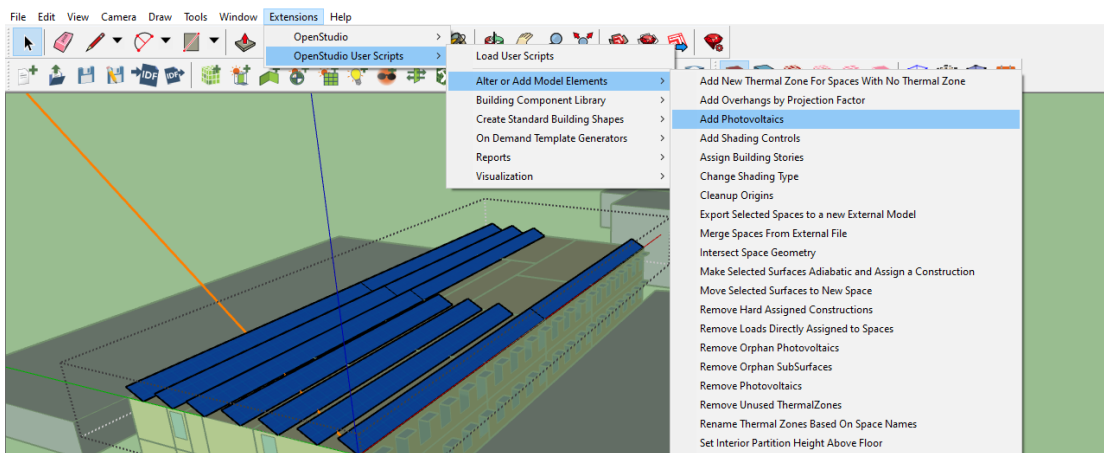 File Edit View Camera Draw Tools Window Extensions Help
OpenStudio
OpenStudio User Scripts
IDF
Load User Scripts
Alter or Add Model Elements
Building Component Library
Create Standard Building Shapes
On Demand Template Generators
Reports
Visualization
Add New Thermal Zone For Spaces With No Thermal Zone
Add Overhangs by Projection Factor
Add Photovoltaics
Add Shading Controls
Assign Building Stories
Change Shading Type
Cleanup Origins
Export Selected Spaces to a new External Model
Merge Spaces From External File
Intersect Space Geometry
Make Selected Surfaces Adiabatic and Assign a Construction
Move Selected Surfaces to New Space
Remove Hard Assigned Constructions
Remove Loads Directly Assigned to Spaces
Remove Orphan Photovoltaics
Remove Orphan SubSurfaces
Remove Photovoltaics
Remove Unused ThermalZones
Rename Thermal Zones Based On Space Names
Set Interior Partition Height Above Floor